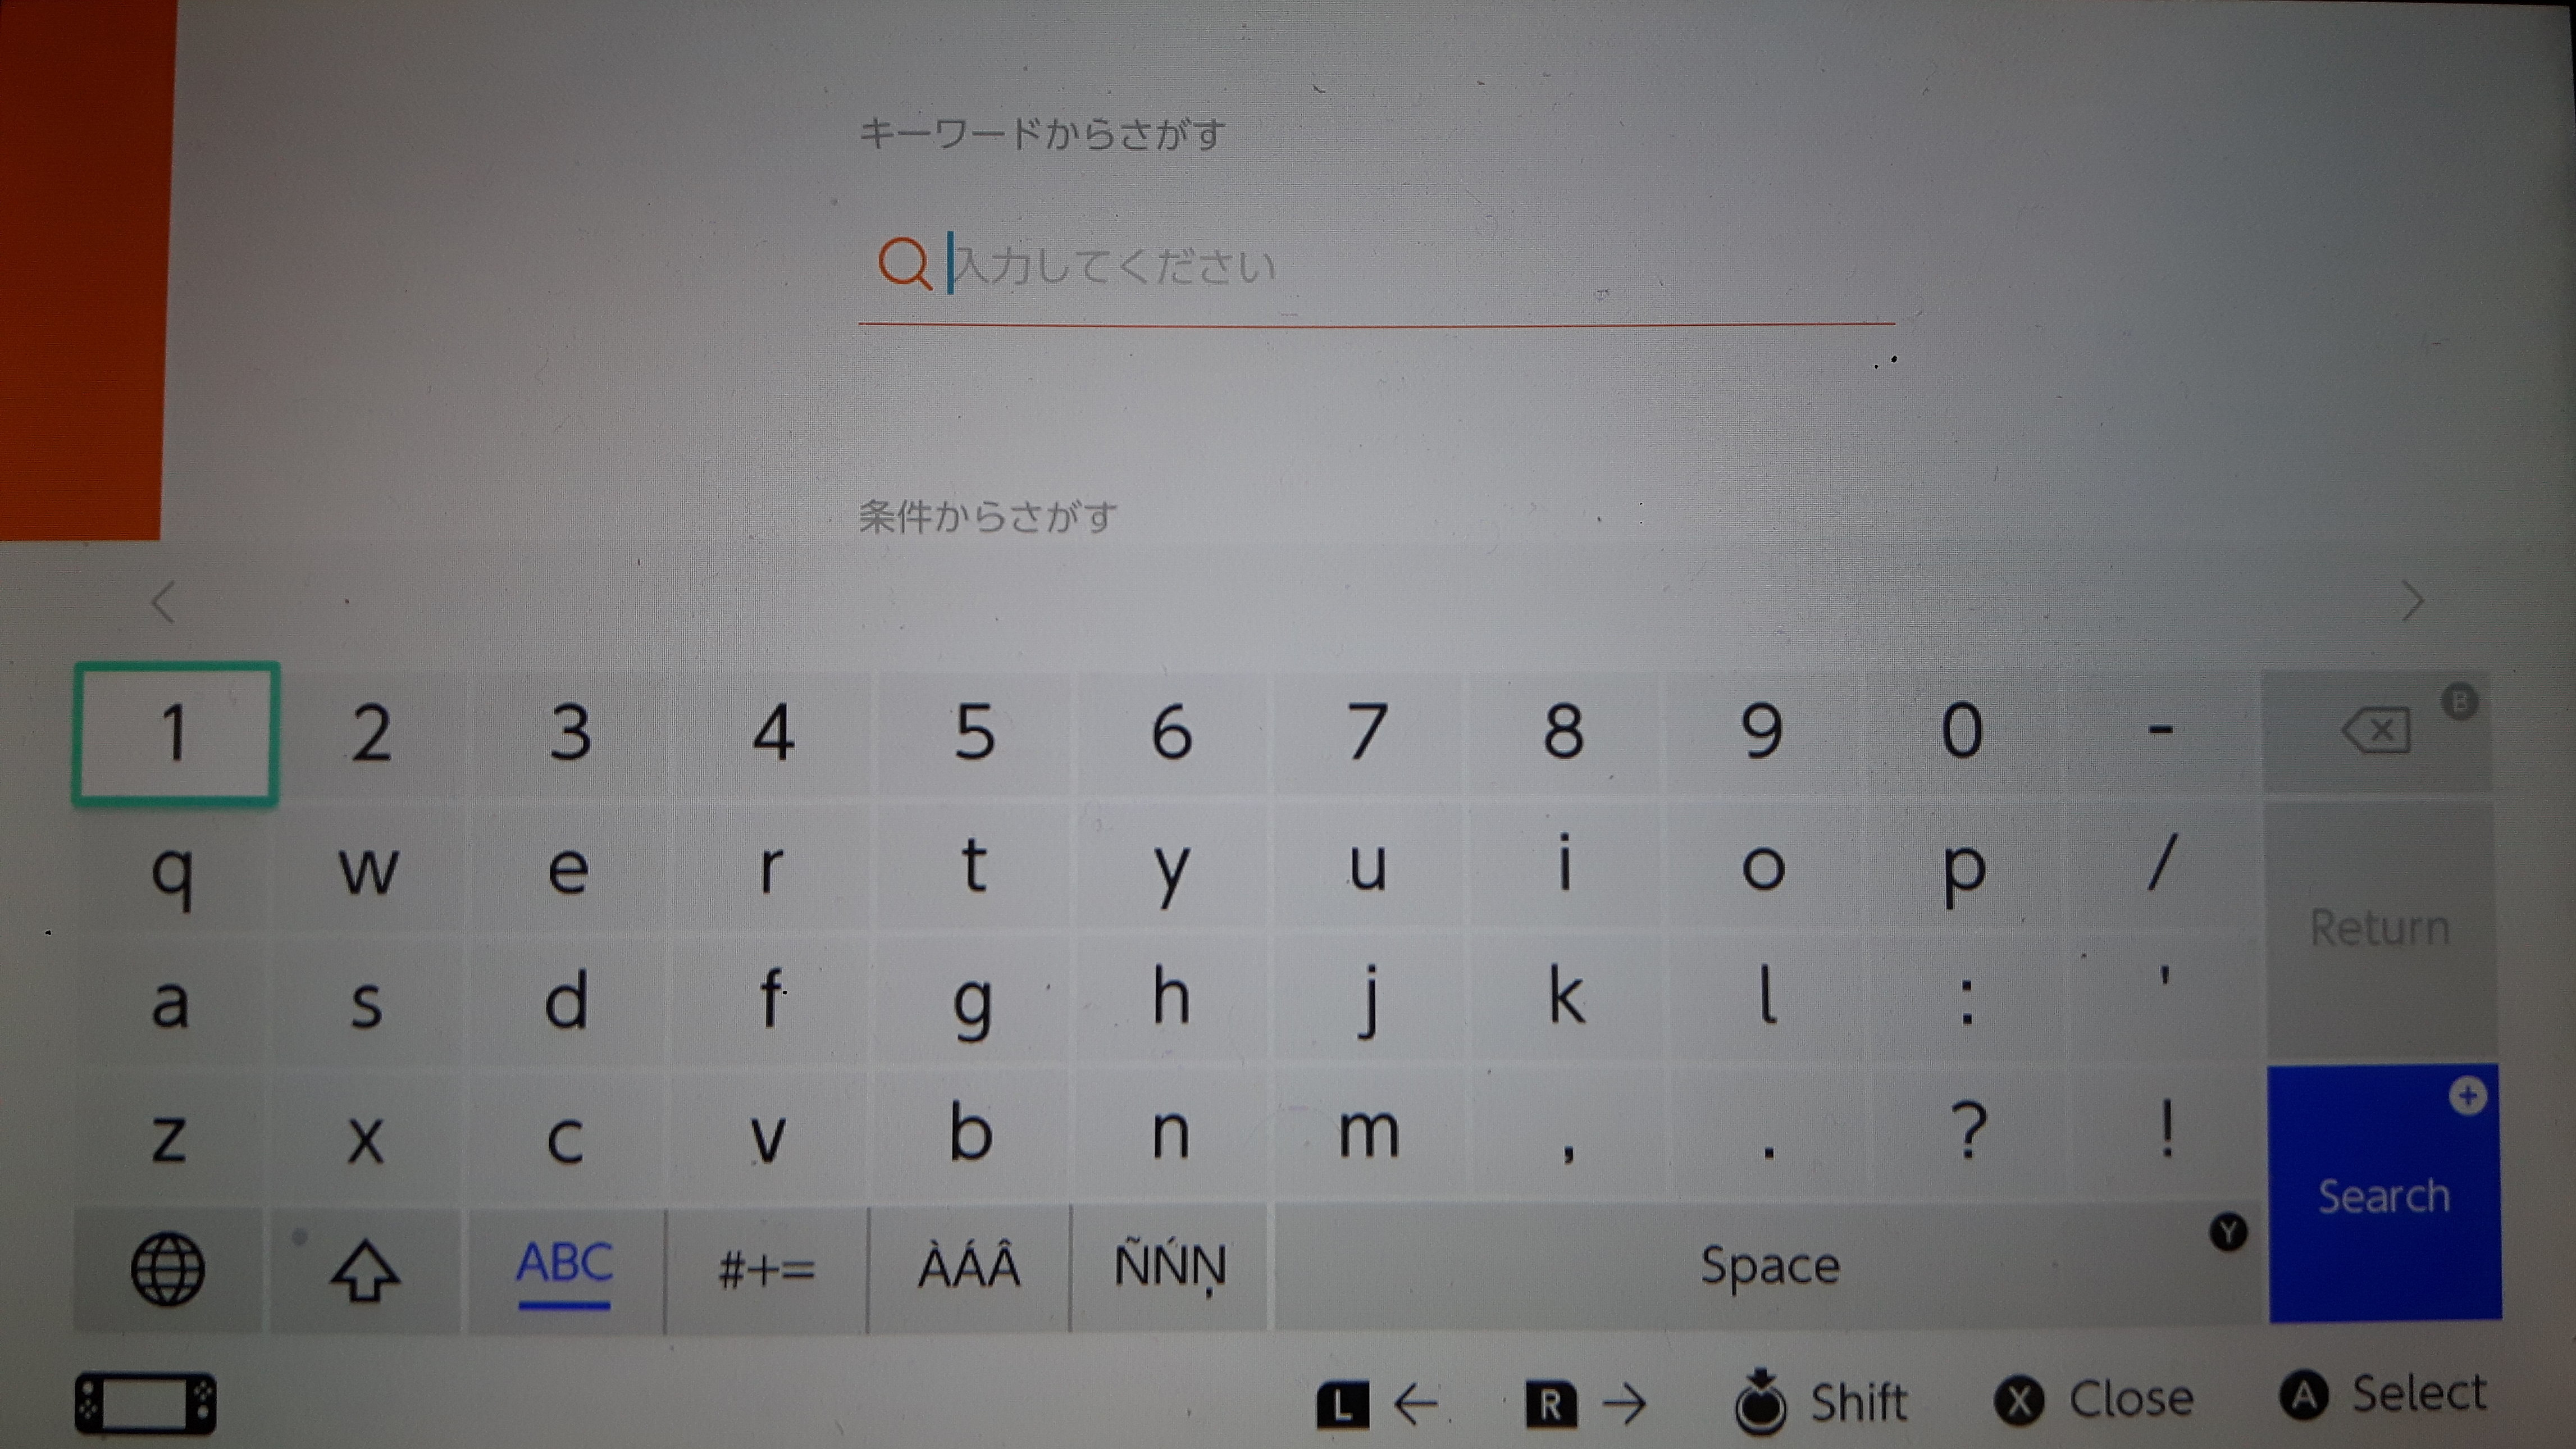 キーワードからさがす
入力してください
条件からさがす
1 2 3 4 5 6 7 8 9 0 - B
q w e r t y u i o p /
Return
a s d f g h j k l : '
z x c v b n m , . ? !
Search
ABC #+= ÀÁÂ ÑŃŅ Space Y
L ← R → Shift X Close A Select